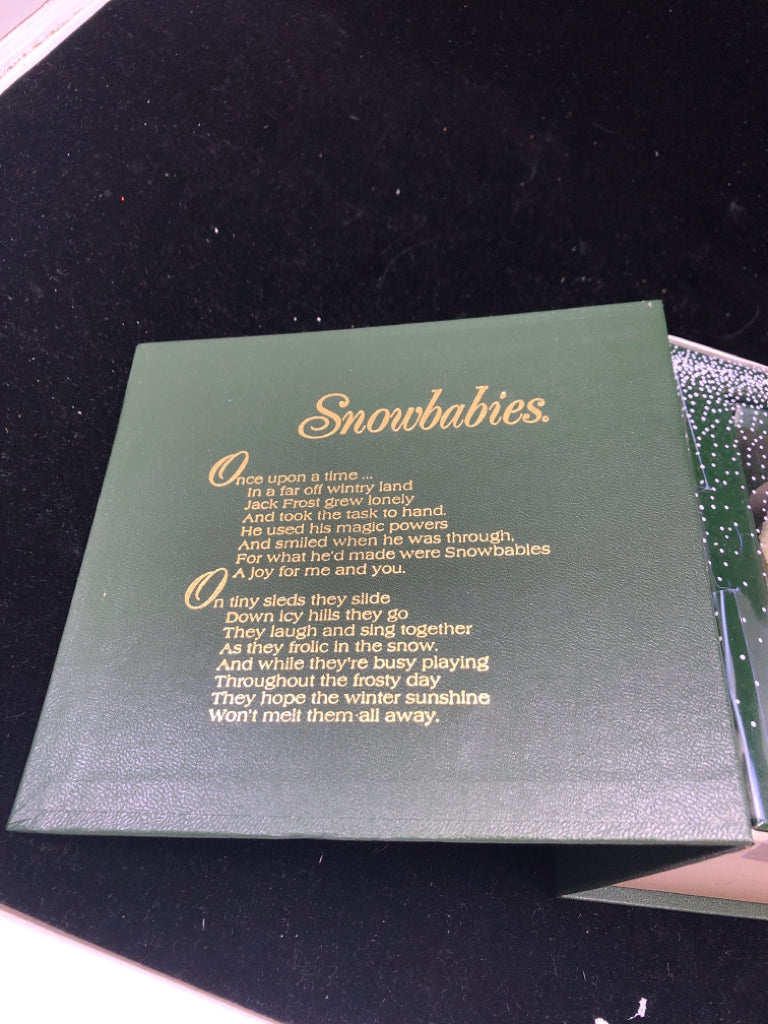 Snowbabies.
Once upon a time ...
In a far off wintry land
Jack Frost grew lonely
And took the task to hand.
He used his magic powers
And smiled when he was through,
For what he'd made were Snowbabies
A joy for me and you.
On tiny sleds they slide
Down icy hills they go
They laugh and sing together
As they frolic in the snow.
And while they're busy playing
Throughout the frosty day
They hope the winter sunshine
Won't melt them all away.